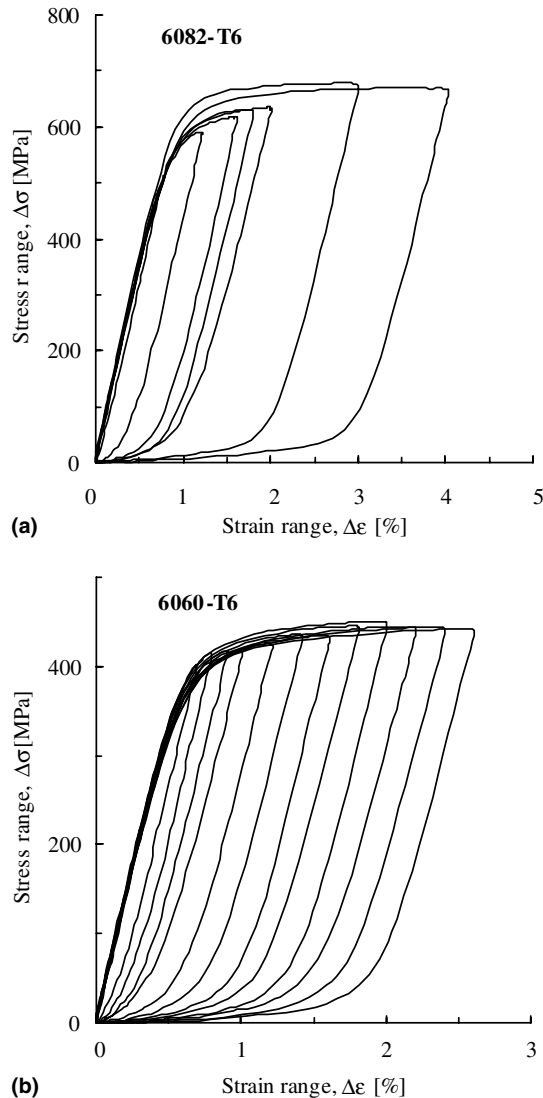 800
6082-T6
600
400
200
0
Stress range, Δσ [MPa]
0 1 2 3 4 5
(a) Strain range, Δε [%]
6060-T6
400
200
0
Stress range, Δσ [MPa]
0 1 2 3
(b) Strain range, Δε [%]